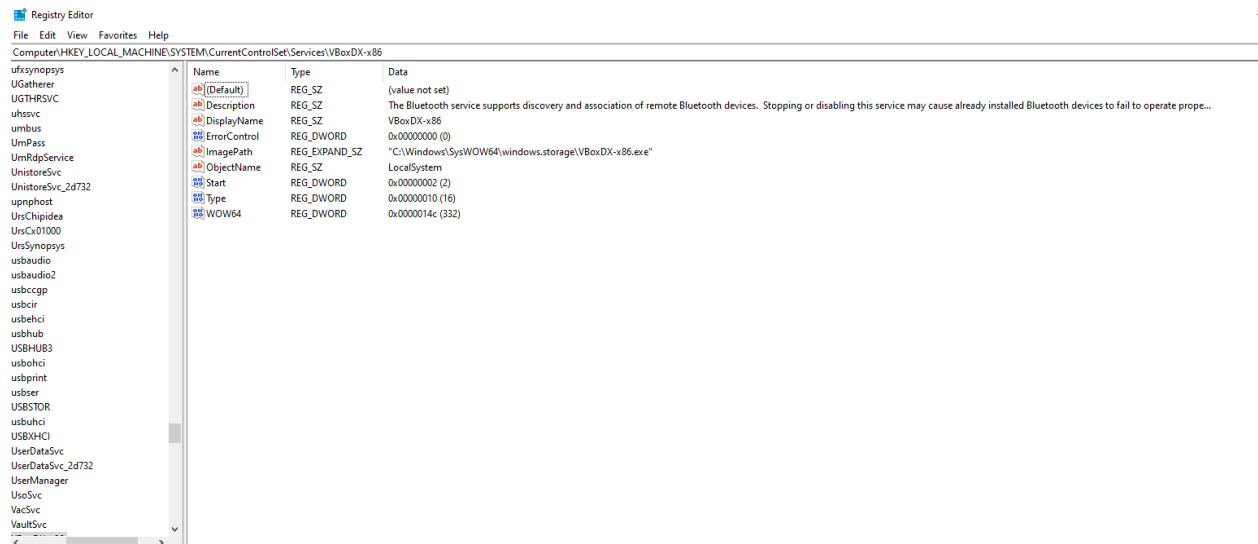 Registry Editor
File Edit View Favorites Help
Computer\HKEY_LOCAL_MACHINE\SYSTEM\CurrentControlSet\Services\VBoxDX-x86
ufxsynopsys
UGatherer
UGTHRSVC
uhssvc
umbus
UmPass
UmRdpService
UnistoreSvc
UnistoreSvc_2d732
upnphost
UrsChipidea
UrsCx01000
UrsSynopsys
usbaudio
usbaudio2
usbccgp
usbcir
usbehci
usbhub
USBHUB3
usbohci
usbprint
usbser
USBSTOR
usbuhci
USBXHCI
UserDataSvc
UserDataSvc_2d732
UserManager
UsoSvc
VacSvc
VaultSvc
Name Type Data
(Default) REG_SZ (value not set)
Description REG_SZ The Bluetooth service supports discovery and association of remote Bluetooth devices.  Stopping or disabling this service may cause already installed Bluetooth devices to fail to operate prope...
DisplayName REG_SZ VBoxDX-x86
ErrorControl REG_DWORD 0x00000000 (0)
ImagePath REG_EXPAND_SZ "C:\Windows\SysWOW64\windows.storage\VBoxDX-x86.exe"
ObjectName REG_SZ LocalSystem
Start REG_DWORD 0x00000002 (2)
Type REG_DWORD 0x00000010 (16)
WOW64 REG_DWORD 0x0000014c (332)